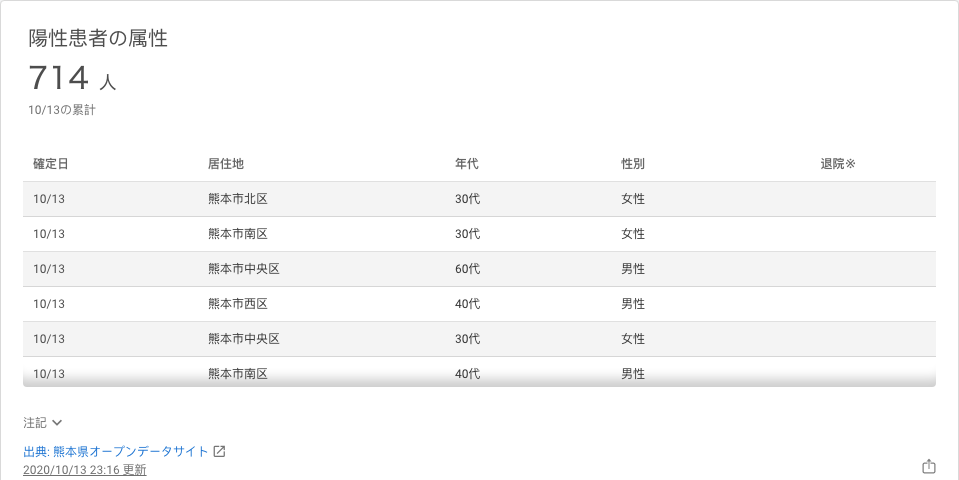 陽性患者の属性
714 人
10/13の累計
確定日 居住地 年代 性別 退院※
10/13 熊本市北区 30代 女性
10/13 熊本市南区 30代 女性
10/13 熊本市中央区 60代 男性
10/13 熊本市西区 40代 男性
10/13 熊本市中央区 30代 女性
10/13 熊本市南区 40代 男性
注記
出典: 熊本県オープンデータサイト
2020/10/13 23:16 更新